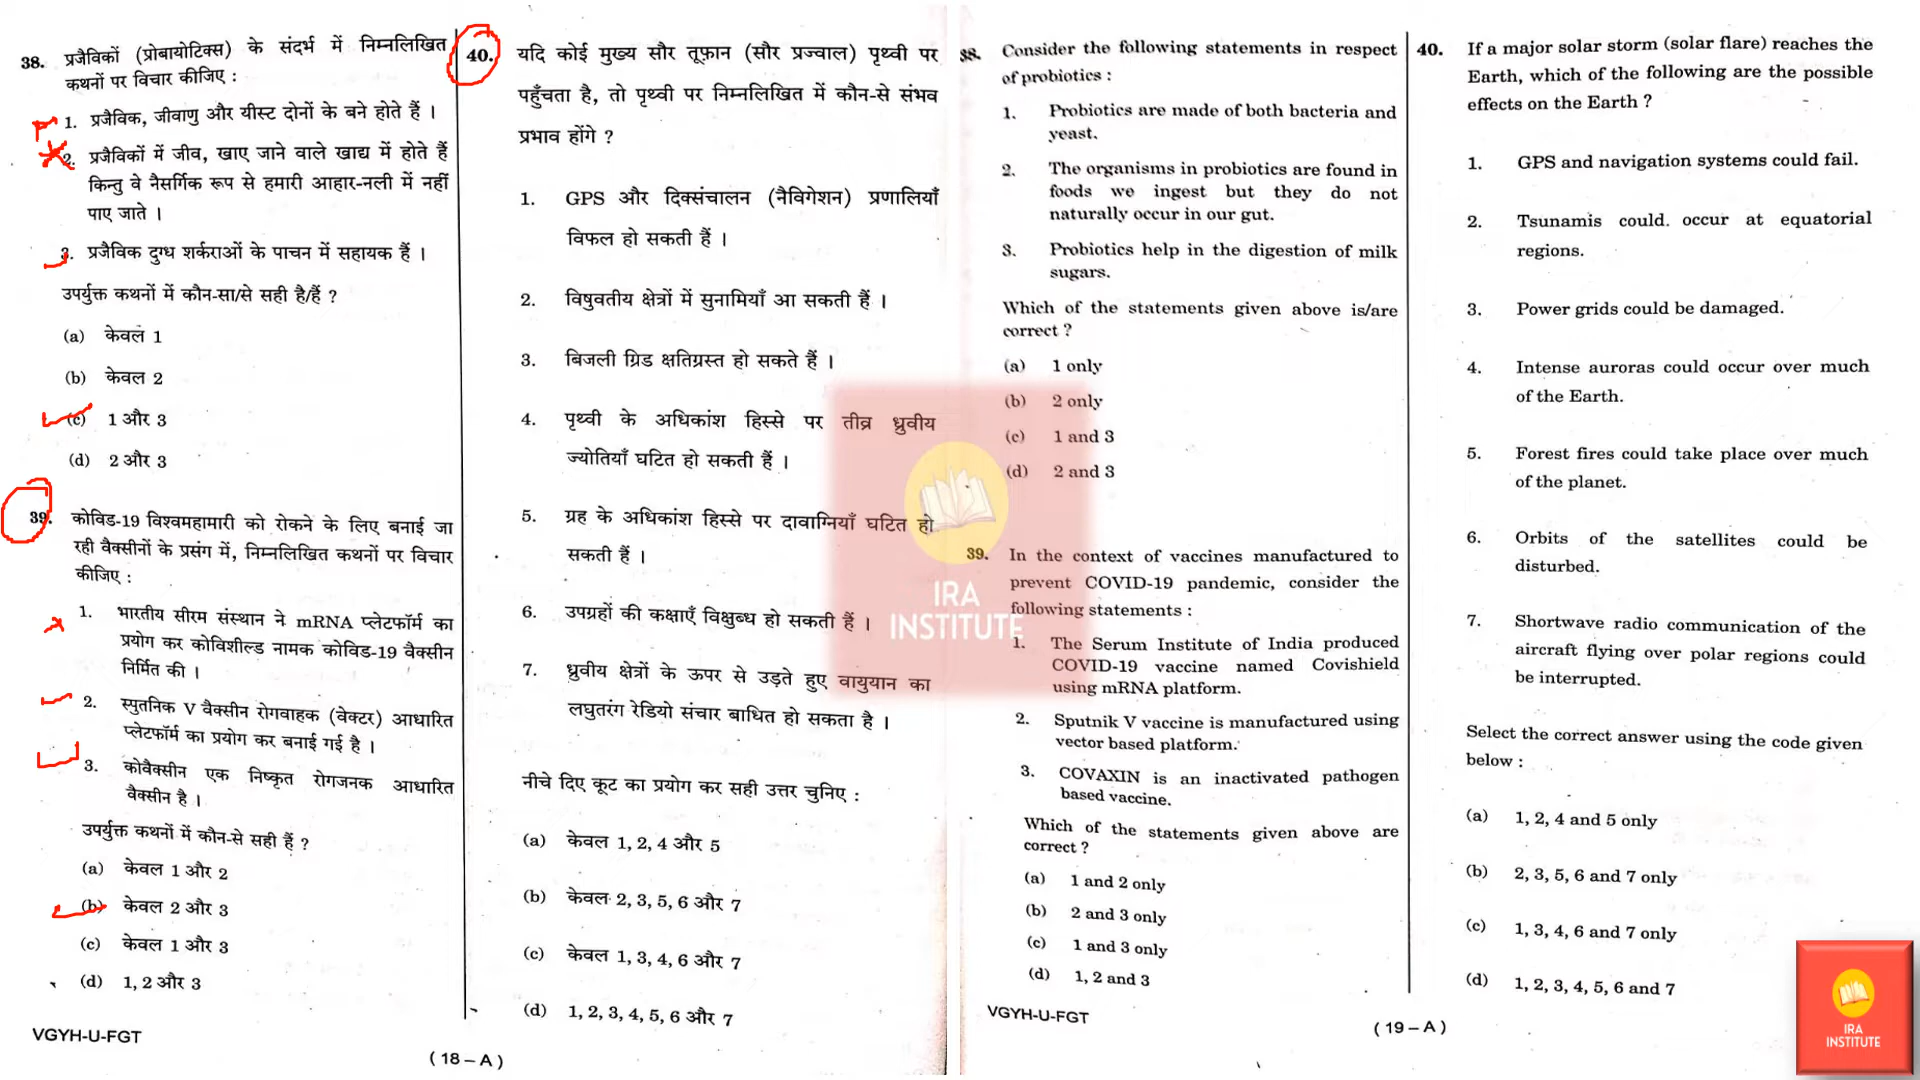 38. प्रजैविकों (प्रोबायोटिक्स) के संदर्भ में निम्नलिखित
कथनों पर विचार कीजिए :
1. प्रजैविक, जीवाणु और यीस्ट दोनों के बने होते हैं ।
2. प्रजैविकों में जीव, खाए जाने वाले खाद्य में होते हैं
किन्तु वे नैसर्गिक रूप से हमारी आहार-नली में नहीं
पाए जाते ।
3. प्रजैविक दुग्ध शर्कराओं के पाचन में सहायक हैं ।
उपर्युक्त कथनों में कौन-सा/से सही है/हैं ?
(a) केवल 1
(b) केवल 2
(c) 1 और 3
(d) 2 और 3
39. कोविड-19 विश्वमहामारी को रोकने के लिए बनाई जा
रही वैक्सीनों के प्रसंग में, निम्नलिखित कथनों पर विचार
कीजिए :
1. भारतीय सीरम संस्थान ने mRNA प्लेटफॉर्म का
प्रयोग कर कोविशील्ड नामक कोविड-19 वैक्सीन
निर्मित की ।
2. स्पुतनिक V वैक्सीन रोगवाहक (वेक्टर) आधारित
प्लेटफॉर्म का प्रयोग कर बनाई गई है ।
3. कोवैक्सीन एक निष्कृत रोगजनक आधारित
वैक्सीन है ।
उपर्युक्त कथनों में कौन-से सही हैं ?
(a) केवल 1 और 2
(b) केवल 2 और 3
(c) केवल 1 और 3
(d) 1, 2 और 3
VGYH-U-FGT
( 18 – A )
40. यदि कोई मुख्य सौर तूफ़ान (सौर प्रज्वाल) पृथ्वी पर
पहुँचता है, तो पृथ्वी पर निम्नलिखित में कौन-से संभव
प्रभाव होंगे ?
1. GPS और दिक्संचालन (नैविगेशन) प्रणालियाँ
विफल हो सकती हैं ।
2. विषुवतीय क्षेत्रों में सुनामियाँ आ सकती हैं ।
3. बिजली ग्रिड क्षतिग्रस्त हो सकते हैं ।
4. पृथ्वी के अधिकांश हिस्से पर तीव्र ध्रुवीय
ज्योतियाँ घटित हो सकती हैं ।
5. ग्रह के अधिकांश हिस्से पर दावाग्नियाँ घटित हो
सकती हैं ।
6. उपग्रहों की कक्षाएँ विक्षुब्ध हो सकती हैं ।
7. ध्रुवीय क्षेत्रों के ऊपर से उड़ते हुए वायुयान का
लघुतरंग रेडियो संचार बाधित हो सकता है ।
नीचे दिए कूट का प्रयोग कर सही उत्तर चुनिए :
(a) केवल 1, 2, 4 और 5
(b) केवल 2, 3, 5, 6 और 7
(c) केवल 1, 3, 4, 6 और 7
(d) 1, 2, 3, 4, 5, 6 और 7
38. Consider the following statements in respect
of probiotics :
1. Probiotics are made of both bacteria and
yeast.
2. The organisms in probiotics are found in
foods we ingest but they do not
naturally occur in our gut.
3. Probiotics help in the digestion of milk
sugars.
Which of the statements given above is/are
correct ?
(a) 1 only
(b) 2 only
(c) 1 and 3
(d) 2 and 3
39. In the context of vaccines manufactured to
prevent COVID-19 pandemic, consider the
following statements :
1. The Serum Institute of India produced
COVID-19 vaccine named Covishield
using mRNA platform.
2. Sputnik V vaccine is manufactured using
vector based platform.
3. COVAXIN is an inactivated pathogen
based vaccine.
Which of the statements given above are
correct ?
(a) 1 and 2 only
(b) 2 and 3 only
(c) 1 and 3 only
(d) 1, 2 and 3
VGYH-U-FGT
40. If a major solar storm (solar flare) reaches the
Earth, which of the following are the possible
effects on the Earth ?
1. GPS and navigation systems could fail.
2. Tsunamis could occur at equatorial
regions.
3. Power grids could be damaged.
4. Intense auroras could occur over much
of the Earth.
5. Forest fires could take place over much
of the planet.
6. Orbits of the satellites could be
disturbed.
7. Shortwave radio communication of the
aircraft flying over polar regions could
be interrupted.
Select the correct answer using the code given
below :
(a) 1, 2, 4 and 5 only
(b) 2, 3, 5, 6 and 7 only
(c) 1, 3, 4, 6 and 7 only
(d) 1, 2, 3, 4, 5, 6 and 7
( 19 – A )
IRA
INSTITUTE
IRA
INSTITUTE